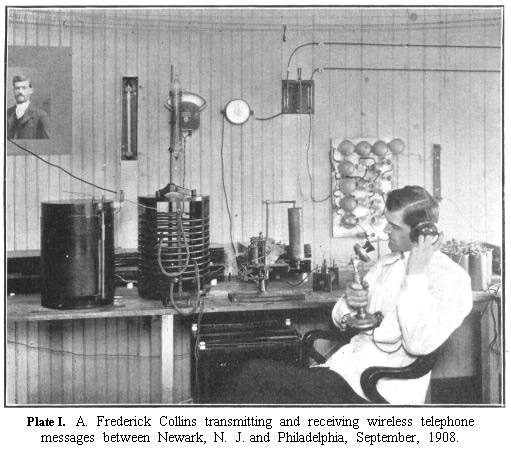 Plate I. A. Frederick Collins transmitting and receiving wireless telephone
messages between Newark, N. J. and Philadelphia, September, 1908.